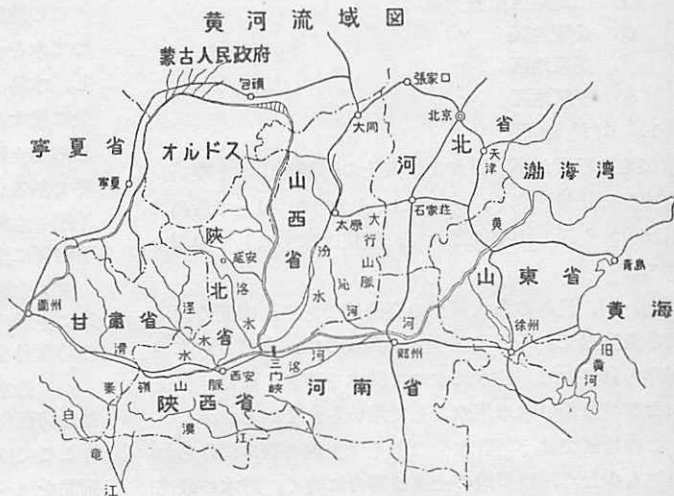 黄河流域図
蒙古人民政府
包頭
張家口
北京
大同
寧夏省
オルドス
河北省
天津
渤海湾
寧夏
山西省
太原
石家荘
大行山脈
黄河
陝北省
延安
洛水
汾水
沁河
山東省
青島
蘭州
甘粛省
涇水
渭水
黄海
徐州
旧黄河
鄭州
洛河
三門峡
西安
秦嶺山脈
河南省
陝西省
漢江
白竜江